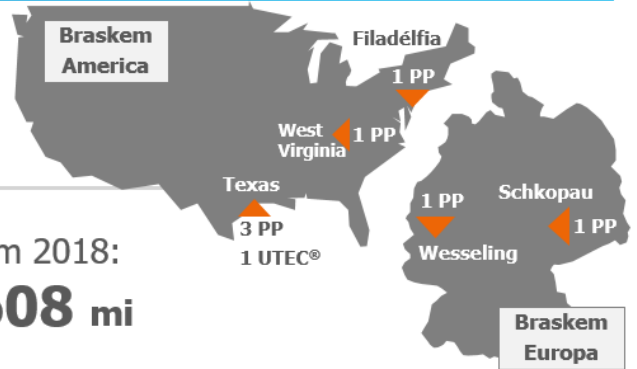 Braskem
America
Filadélfia
1 PP
West
Virginia
1 PP
Texas
3 PP
1 UTEC®
1 PP
Wesseling
Schkopau
1 PP
2018:
mi
Braskem
Europa